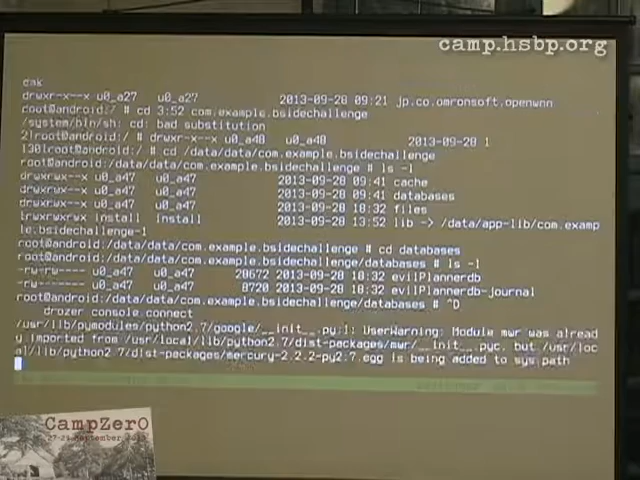 camp.hsbp.org
cmk
drwxr-x--x u0_a27 u0_a27 2013-09-28 09:21 jp.co.omronsoft.openwnn
root@android:/ # cd 3:52 com.example.bsidechallenge
/system/bin/sh: cd: bad substitution
2|root@android:/ # drwxr-x--x u0_a48 u0_a48 2013-09-28 1
130|root@android:/ # cd /data/data/com.example.bsidechallenge
root@android:/data/data/com.example.bsidechallenge # ls -l
drwxrwx--x u0_a47 u0_a47 2013-09-28 09:41 cache
drwxrwx--x u0_a47 u0_a47 2013-09-28 09:41 databases
drwxrwx--x u0_a47 u0_a47 2013-09-28 18:32 files
lrwxrwxrwx install install 2013-09-28 13:52 lib -> /data/app-lib/com.examp
le.bsidechallenge-1
root@android:/data/data/com.example.bsidechallenge # cd databases
root@android:/data/data/com.example.bsidechallenge/databases # ls -l
-rw-rw---- u0_a47 u0_a47 28672 2013-09-28 18:32 evilPlannerdb
-rw------- u0_a47 u0_a47 8720 2013-09-28 18:32 evilPlannerdb-journal
root@android:/data/data/com.example.bsidechallenge/databases # ^D
drozer console connect
/usr/lib/pymodules/python2.7/google/__init__.py:1: UserWarning: Module mwr was alread
y imported from /usr/local/lib/python2.7/dist-packages/mwr/__init__.pyc, but /usr/loc
al/lib/python2.7/dist-packages/mercury-2.2.2-py2.7.egg is being added to sys.path
CampZer0